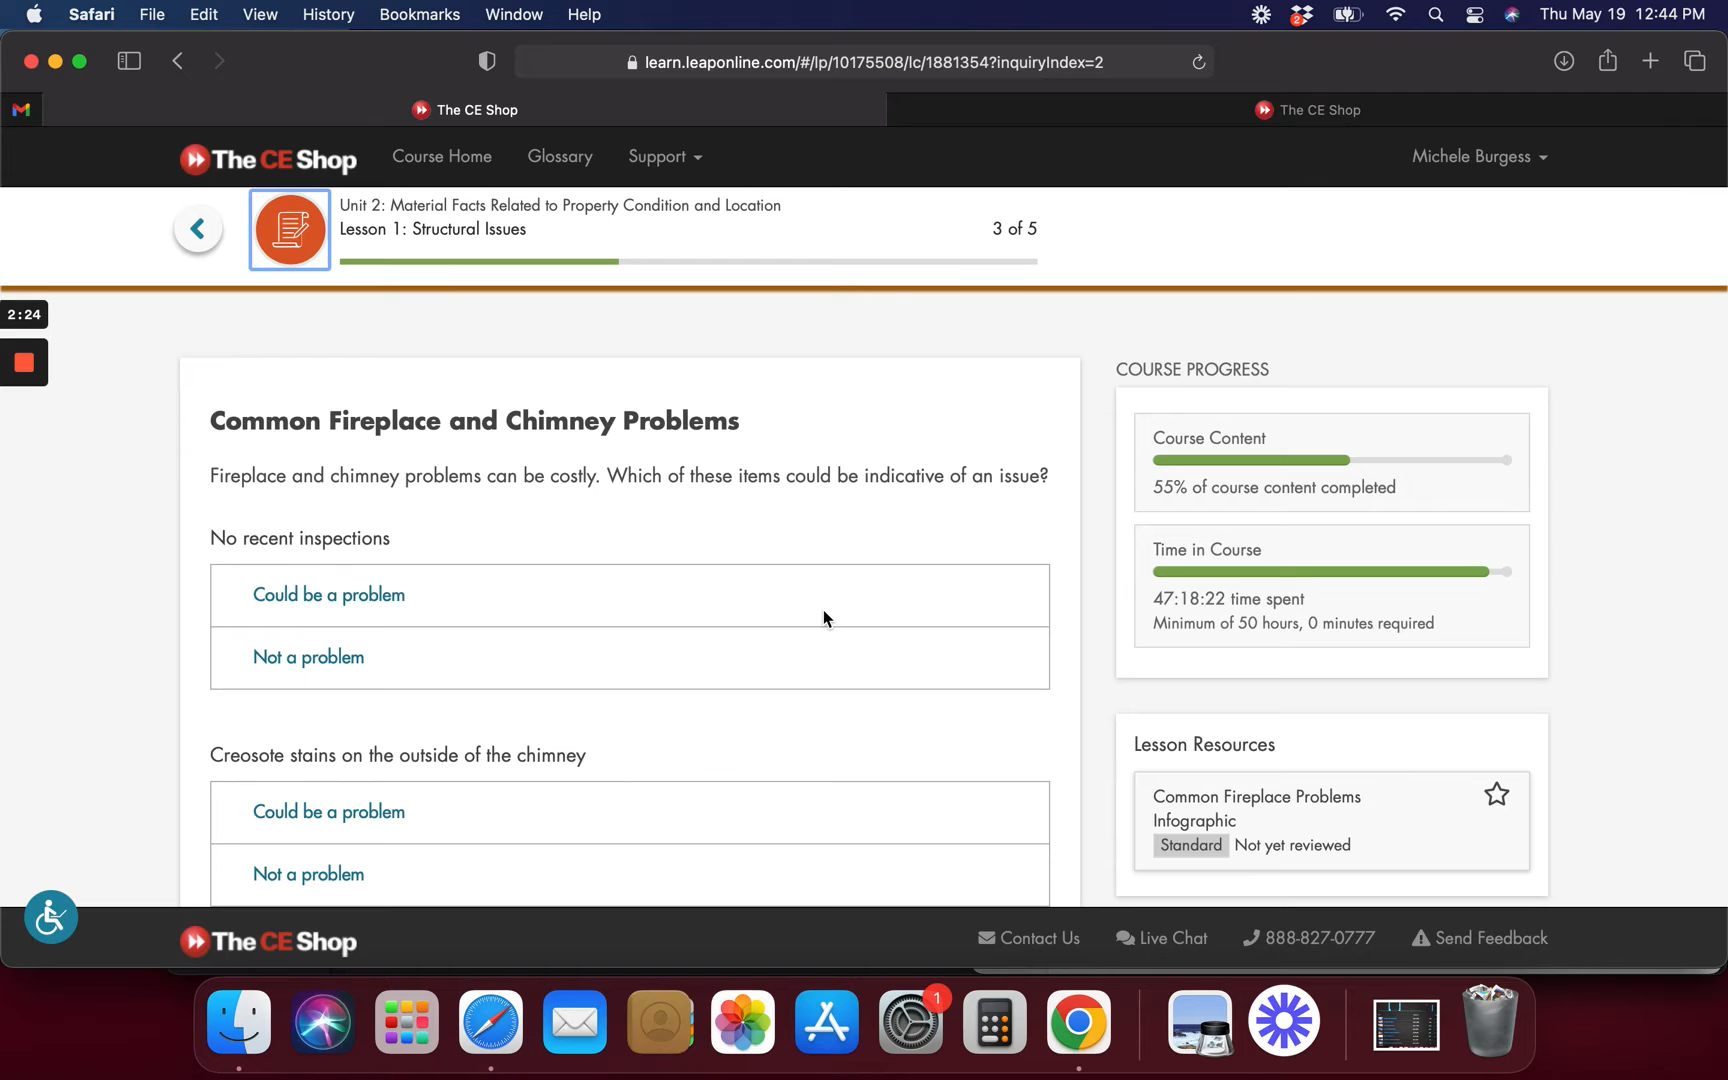 Safari File Edit View History Bookmarks Window Help
2
Thu May 19 12:44 PM
learn.leaponline.com/#/lp/10175508/lc/1881354?inquiryIndex=2
The CE Shop
The CE Shop
The CE Shop
Course Home Glossary Support
Michele Burgess
Unit 2: Material Facts Related to Property Condition and Location
Lesson 1: Structural Issues
3 of 5
2:24
Common Fireplace and Chimney Problems
Fireplace and chimney problems can be costly. Which of these items could be indicative of an issue?
No recent inspections
Could be a problem
Not a problem
Creosote stains on the outside of the chimney
Could be a problem
Not a problem
COURSE PROGRESS
Course Content
55% of course content completed
Time in Course
47:18:22 time spent
Minimum of 50 hours, 0 minutes required
Lesson Resources
Common Fireplace Problems
Infographic
Standard Not yet reviewed
The CE Shop
Contact Us Live Chat 888-827-0777 Send Feedback
1